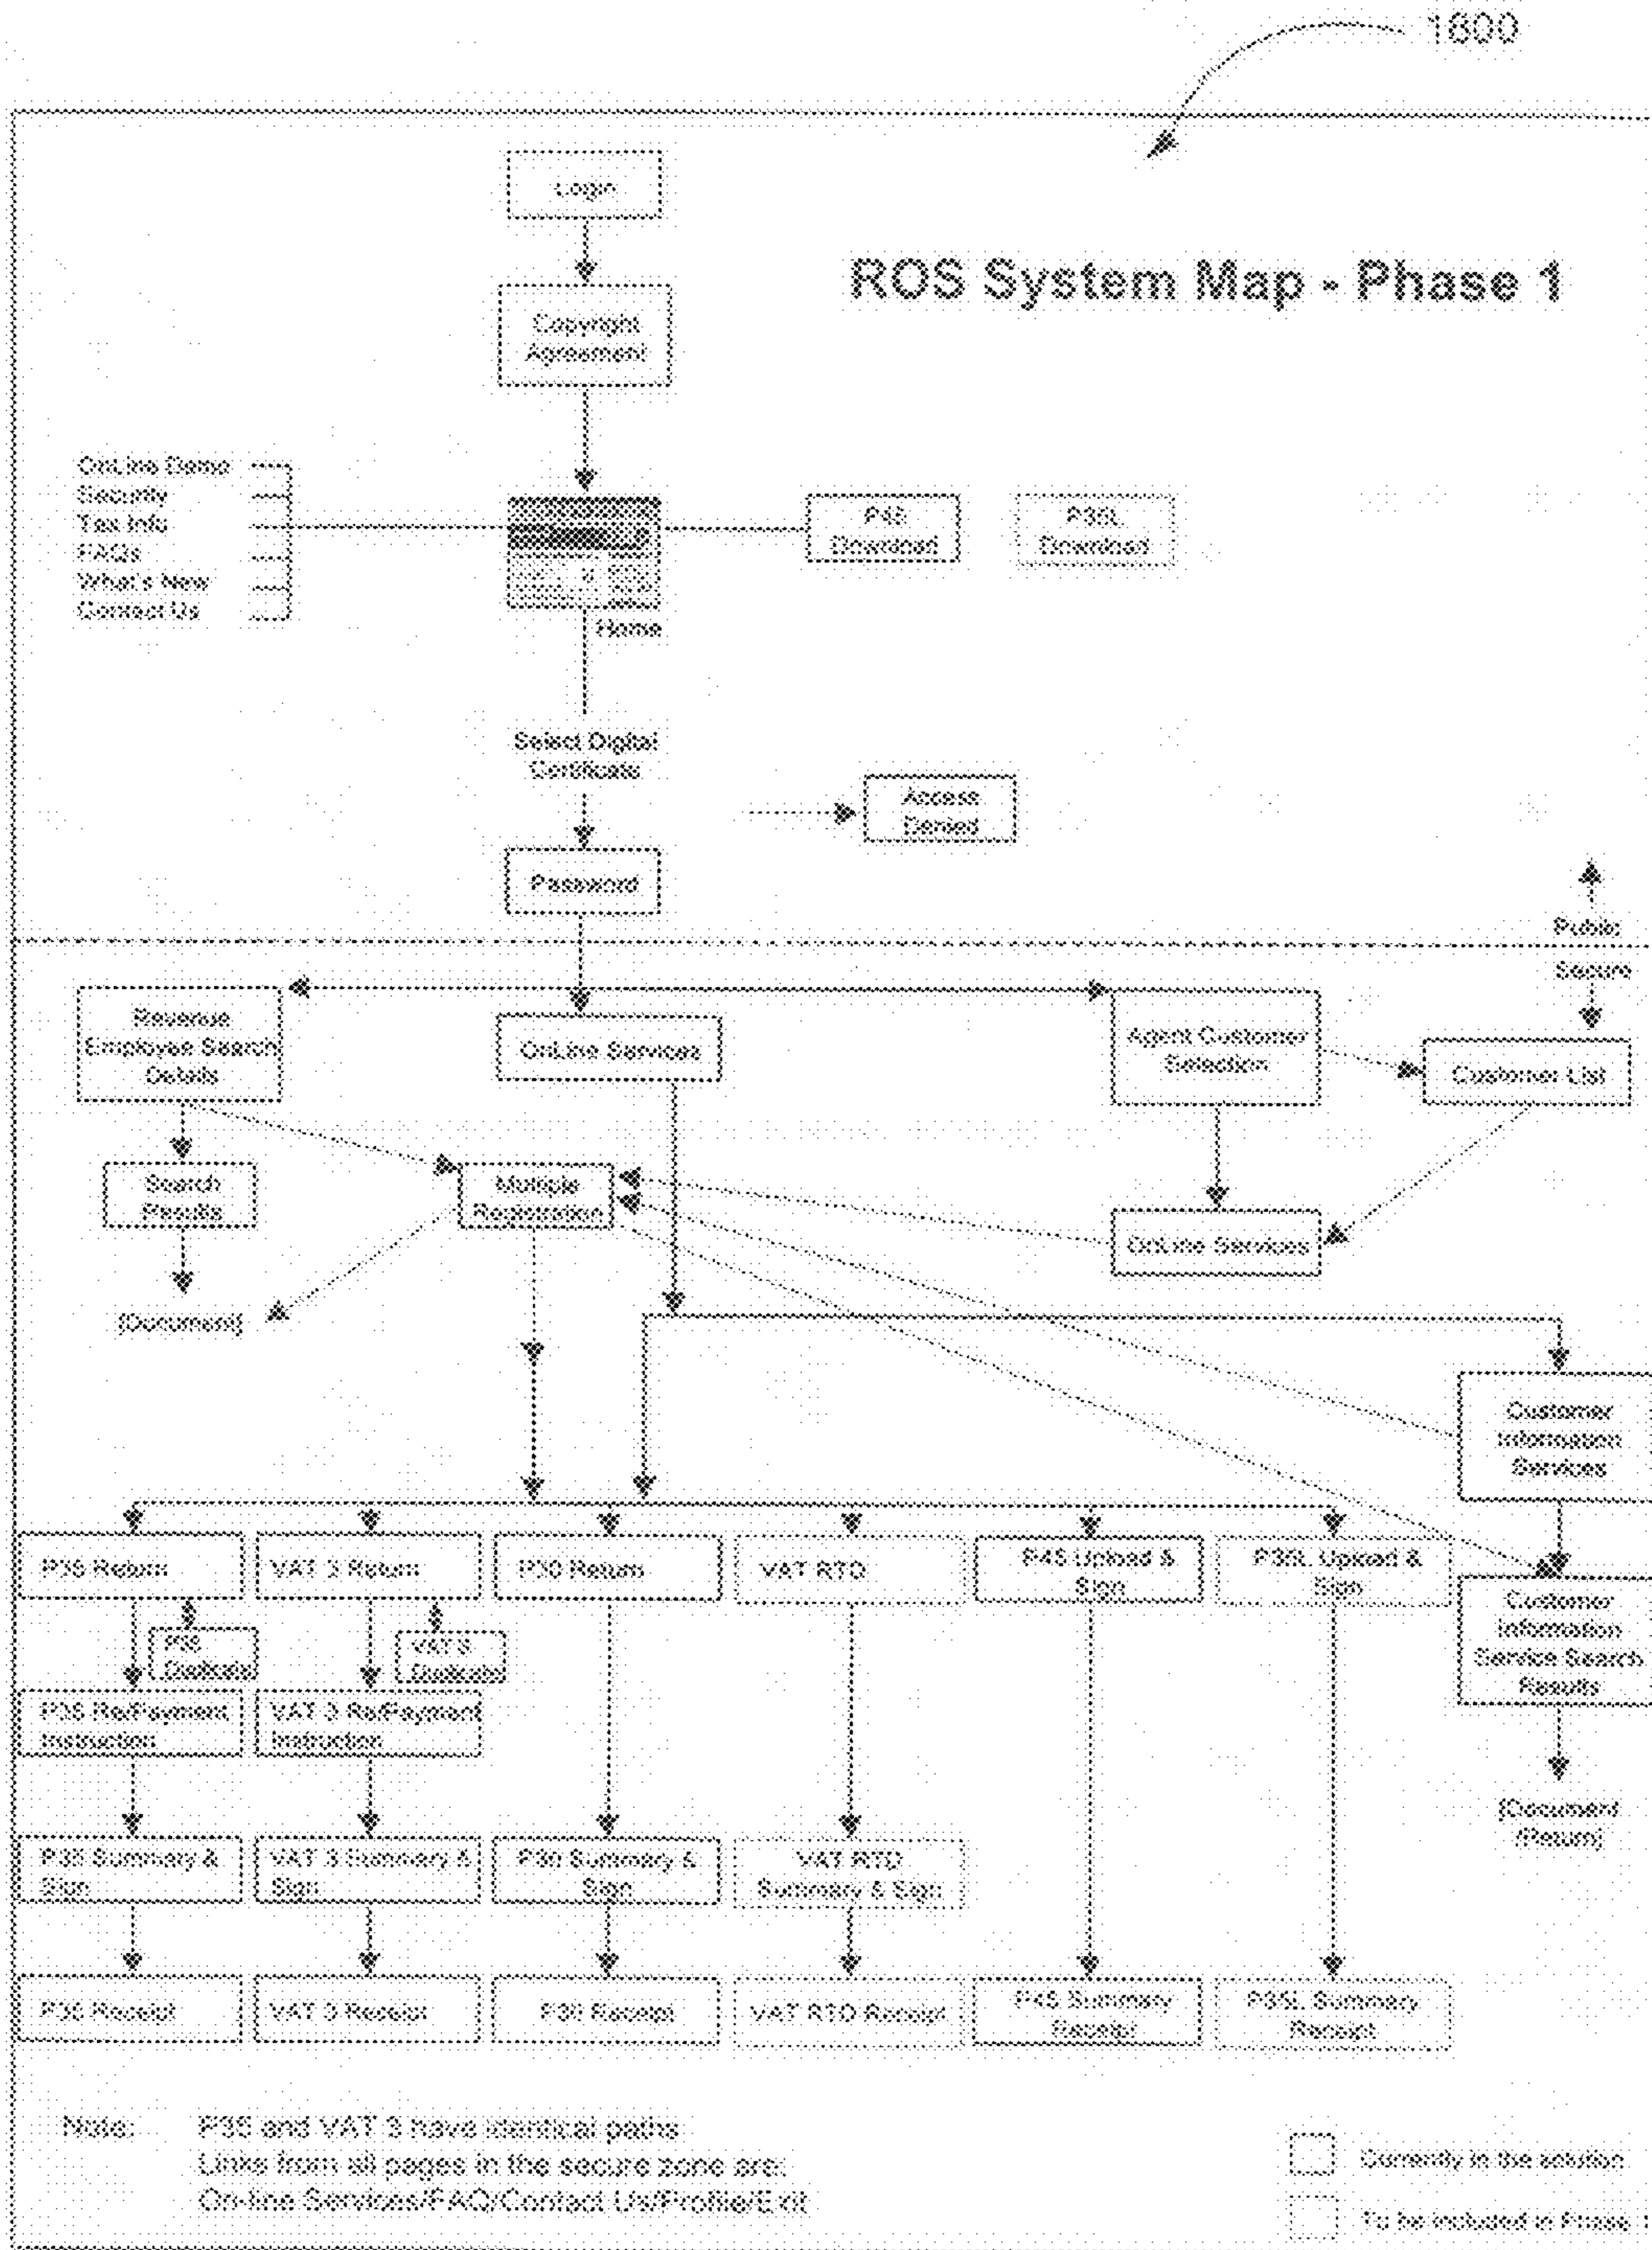 1600
Login
ROS System Map - Phase 1
Copyright
Agreement
OnLine Demo
Security
Tax Info
FAQs
What's New
Contact Us
P45
Download
P35L
Download
Home
Select Digital
Certificate
Access
Denied
Password
Public
Secure
Revenue
Employee Search
Details
OnLine Services
Agent Customer
Selection
Customer List
Search
Results
Multiple
Registration
OnLine Services
[Document]
Customer
Information
Services
P35 Return
VAT 3 Return
P30 Return
VAT RTD
P45 Upload &
Sign
P35L Upload &
Sign
P35
Duplicate
VAT 3
Duplicate
Customer
Information
Service Search
Results
P35 Re/Payment
Instruction
VAT 3 Re/Payment
Instruction
[Document
/Return]
P35 Summary &
Sign
VAT 3 Summary &
Sign
P30 Summary &
Sign
VAT RTD
Summary & Sign
P35 Receipt
VAT 3 Receipt
P30 Receipt
VAT RTD Receipt
P45 Summary
Receipt
P35L Summary
Receipt
Note:
P35 and VAT 3 have identical paths
Links from all pages in the secure zone are:
On-line Services/FAQ/Contact Us/Profile/Exit
Currently in the solution
To be included in Phase 1